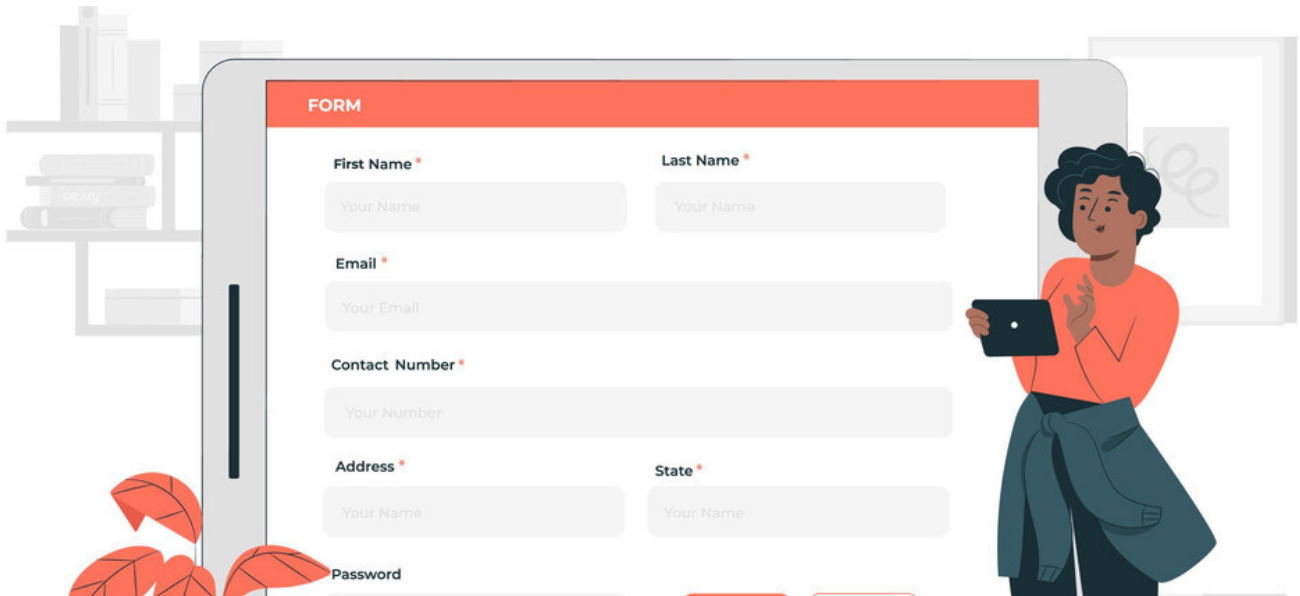 FORM
First Name * Last Name *
Your Name Your Name
Email *
Your Email
Contact Number *
Your Number
Address * State *
Your Name Your Name
Password
GALAXY